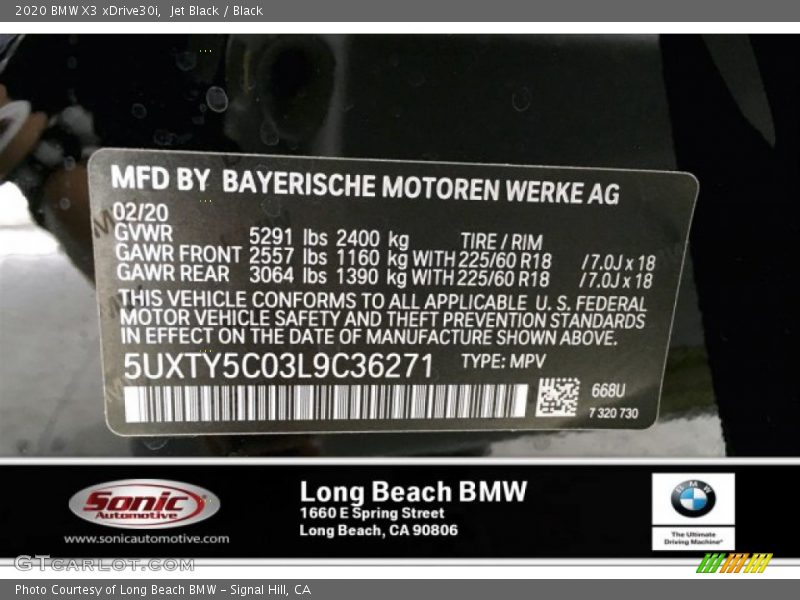 2020 BMW X3 xDrive30i,  Jet Black / Black
MFD BY BAYERISCHE MOTOREN WERKE AG
02/20
GVWR 5291 lbs 2400 kg TIRE / RIM
GAWR FRONT 2557 lbs 1160 kg WITH 225/60 R18 /7.0J x 18
GAWR REAR 3064 lbs 1390 kg WITH 225/60 R18 /7.0J x 18
THIS VEHICLE CONFORMS TO ALL APPLICABLE U. S. FEDERAL
MOTOR VEHICLE SAFETY AND THEFT PREVENTION STANDARDS
IN EFFECT ON THE DATE OF MANUFACTURE SHOWN ABOVE.
5UXTY5C03L9C36271 TYPE: MPV
668U
7 320 730
Sonic
Automotive
www.sonicautomotive.com
Long Beach BMW
1660 E Spring Street
Long Beach, CA 90806
BMW
The Ultimate
Driving Machine®
GTcarlot.com
Photo Courtesy of Long Beach BMW – Signal Hill, CA